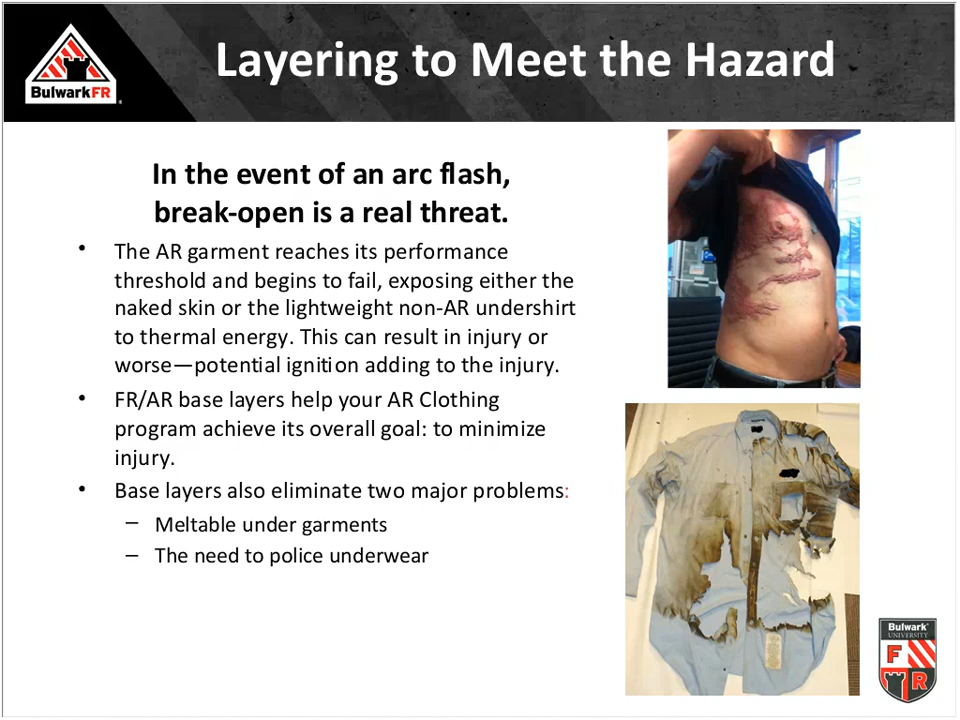 BulwarkFR
Layering to Meet the Hazard
In the event of an arc flash,
break-open is a real threat.
• The AR garment reaches its performance
threshold and begins to fail, exposing either the
naked skin or the lightweight non-AR undershirt
to thermal energy. This can result in injury or
worse—potential ignition adding to the injury.
• FR/AR base layers help your AR Clothing
program achieve its overall goal: to minimize
injury.
• Base layers also eliminate two major problems:
– Meltable under garments
– The need to police underwear
Bulwark®
UNIVERSITY
F
R